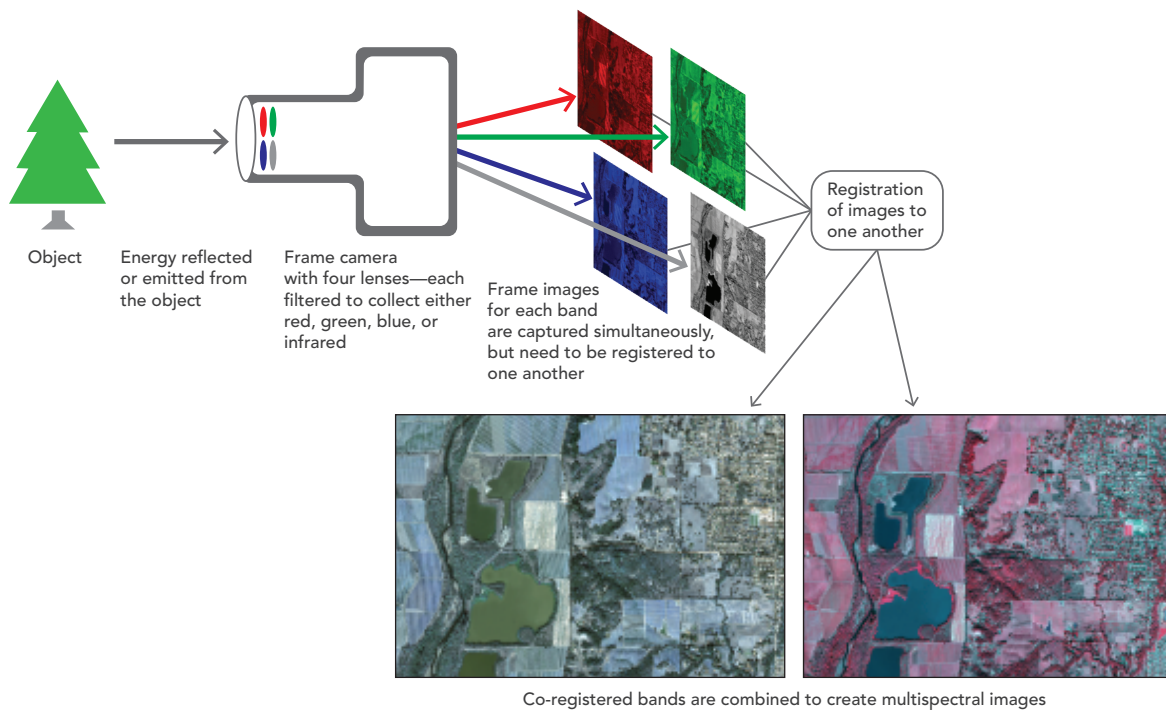 Object
Energy reflected
or emitted from
the object
Frame camera
with four lenses—each
filtered to collect either
red, green, blue, or
infrared
Frame images
for each band
are captured simultaneously,
but need to be registered to
one another
Registration
of images to
one another
Co-registered bands are combined to create multispectral images